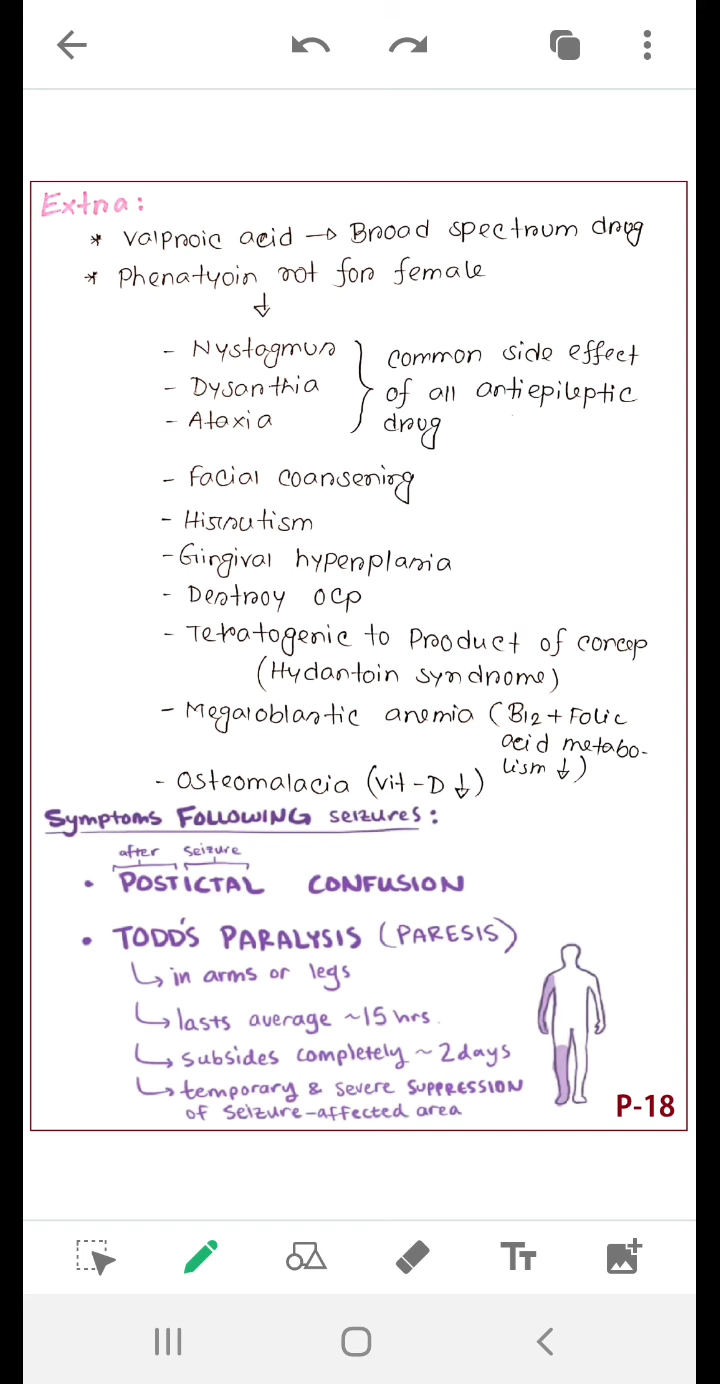 Extra:
* Valproic acid → Broad spectrum drug
* Phenatyoin not for female
↓
- Nystagmus
- Dysarthia
- Ataxia
common side effect
of all antiepileptic
drug
- Facial coarsening
- Hisrutism
- Gingival hyperplasia
- Destroy OCP
- Teratogenic to Product of concep
(Hydantoin syndrome)
- Megaloblastic anemia (B12 + Folic
acid metabo-
lism ↓)
- Osteomalacia (vit-D ↓)
Symptoms FOLLOWING seizures:
after seizure
• POSTICTAL CONFUSION
• TODD'S PARALYSIS (PARESIS)
↳ in arms or legs
↳ lasts average ~15 hrs.
↳ subsides completely ~ 2days
↳ temporary & severe SUPPRESSION
of seizure-affected area
P-18
TT